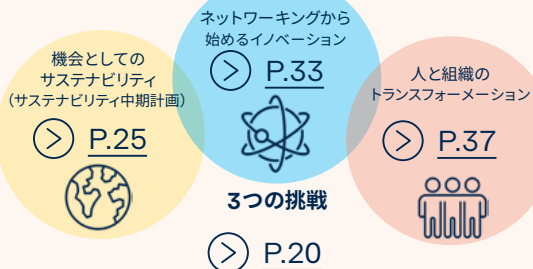 ネットワーキングから
始めるイノベーション
P.33
機会としての
サステナビリティ
(サステナビリティ中期計画)
P.25
人と組織の
トランスフォーメーション
P.37
3つの挑戦
P.20